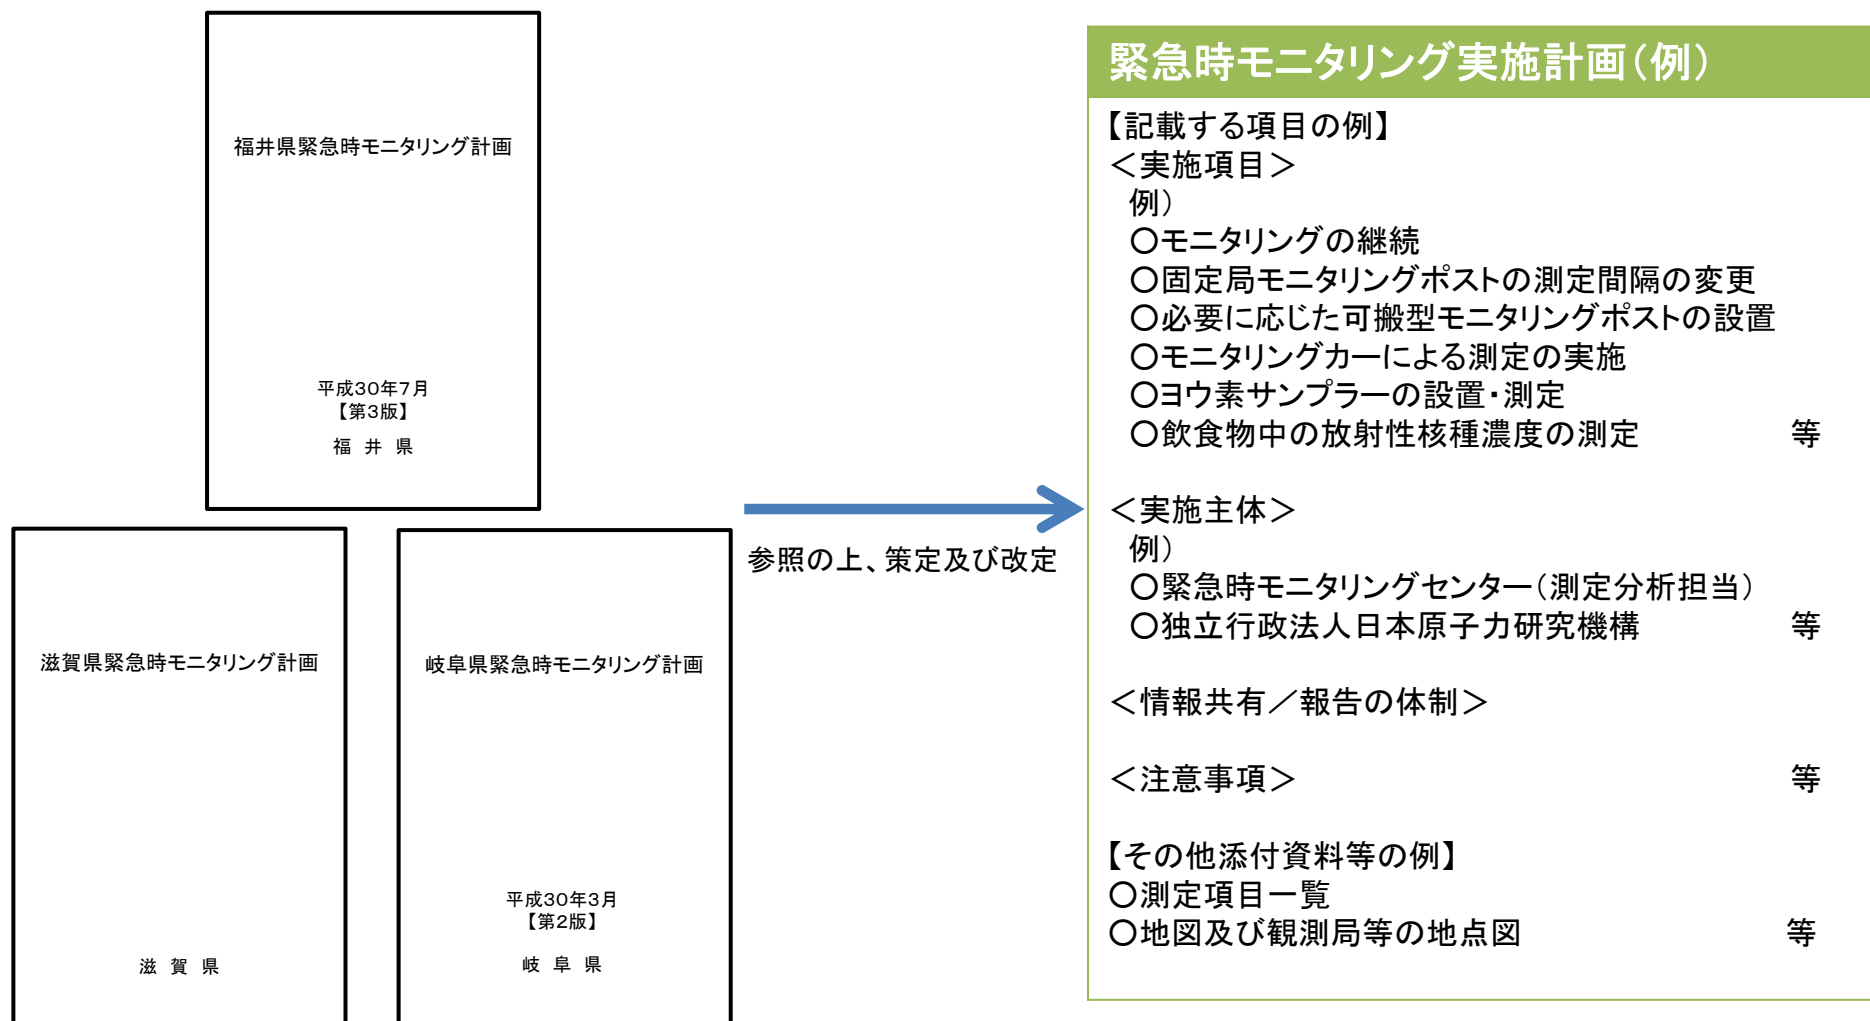 福井県緊急時モニタリング計画
平成30年7月
【第3版】
福 井 県
滋賀県緊急時モニタリング計画
滋 賀 県
岐阜県緊急時モニタリング計画
平成30年3月
【第2版】
岐 阜 県
参照の上、策定及び改定
緊急時モニタリング実施計画(例)
【記載する項目の例】
＜実施項目＞
例)
○モニタリングの継続
○固定局モニタリングポストの測定間隔の変更
○必要に応じた可搬型モニタリングポストの設置
○モニタリングカーによる測定の実施
○ヨウ素サンプラーの設置・測定
○飲食物中の放射性核種濃度の測定 等
＜実施主体＞
例)
○緊急時モニタリングセンター(測定分析担当)
○独立行政法人日本原子力研究機構 等
＜情報共有／報告の体制＞
＜注意事項＞ 等
【その他添付資料等の例】
○測定項目一覧
○地図及び観測局等の地点図 等